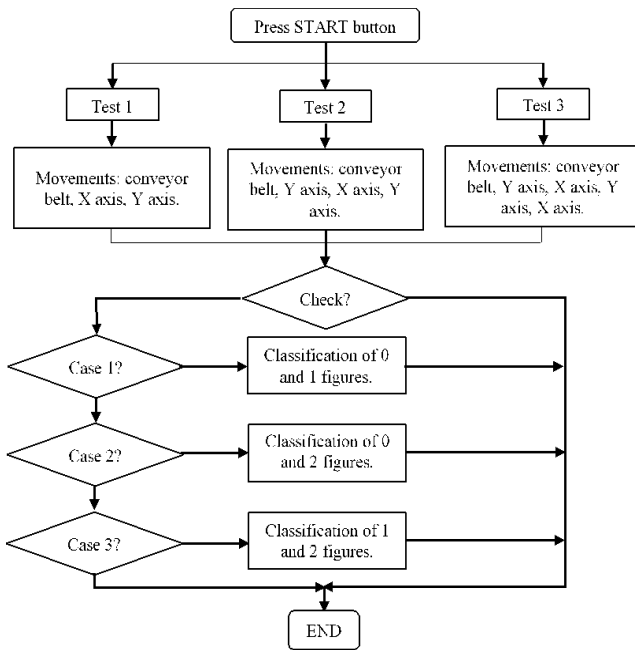 Press START button
Test 1
Test 2
Test 3
Movements: conveyor
belt, X axis, Y axis.
Movements: conveyor
belt, Y axis, X axis, Y
axis.
Movements: conveyor
belt, Y axis, X axis, Y
axis, X axis.
Check?
Case 1?
Classification of 0
and 1 figures.
Case 2?
Classification of 0
and 2 figures.
Case 3?
Classification of 1
and 2 figures.
END